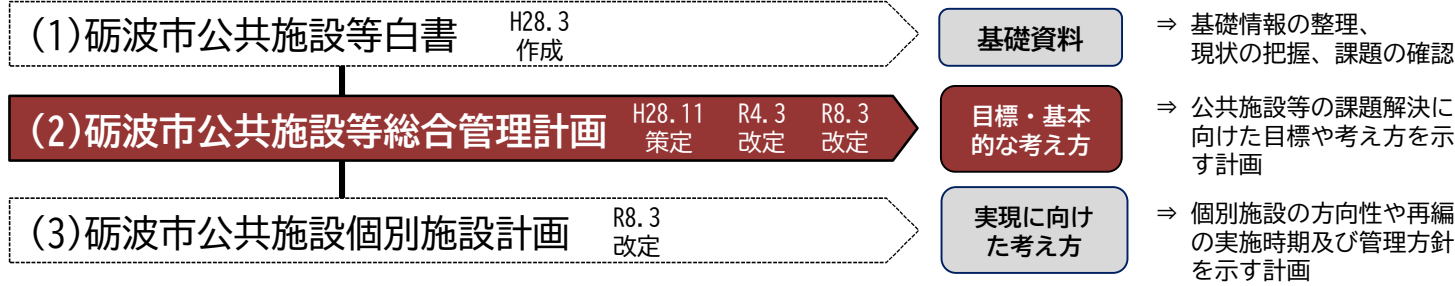 (1)砺波市公共施設等白書
H28.3
作成
基礎資料
⇒ 基礎情報の整理、
現状の把握、課題の確認
(2)砺波市公共施設等総合管理計画
H28.11 R4.3 R8.3
策定 改定 改定
目標・基本
的な考え方
⇒ 公共施設等の課題解決に
向けた目標や考え方を示
す計画
(3)砺波市公共施設個別施設計画
R8.3
改定
実現に向け
た考え方
⇒ 個別施設の方向性や再編
の実施時期及び管理方針
を示す計画